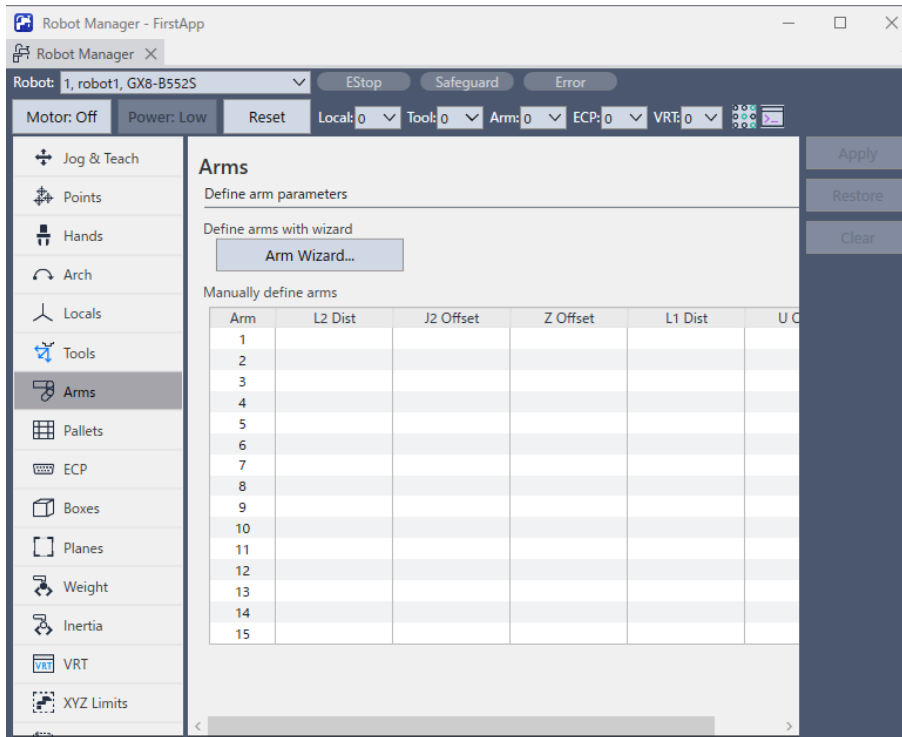 Robot Manager - FirstApp
Robot Manager
Robot: 1, robot1, GX8-B552S EStop Safeguard Error
Motor: Off Power: Low Reset Local: 0 Tool: 0 Arm: 0 ECP: 0 VRT: 0
Jog & Teach
Points
Hands
Arch
Locals
Tools
Arms
Pallets
ECP
Boxes
Planes
Weight
Inertia
VRT VRT
XYZ Limits
Arms
Define arm parameters
Define arms with wizard
Arm Wizard...
Manually define arms
Arm L2 Dist J2 Offset Z Offset L1 Dist U
1
2
3
4
5
6
7
8
9
10
11
12
13
14
15
Apply
Restore
Clear